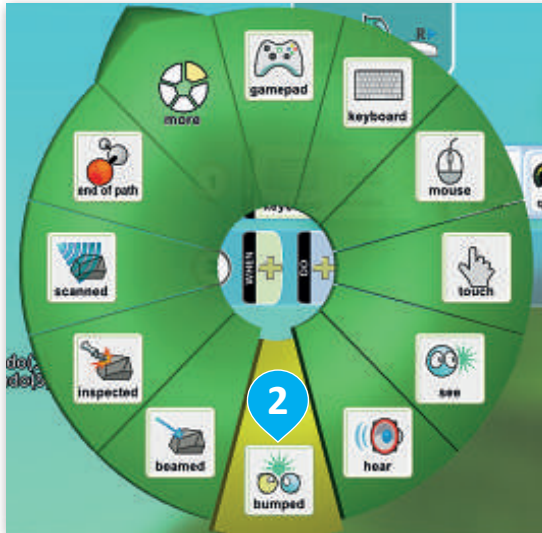 R
more
gamepad
keyboard
end of path
mouse
WHEN
DO
scanned
touch
inspected
see
2
beamed
hear
bumped